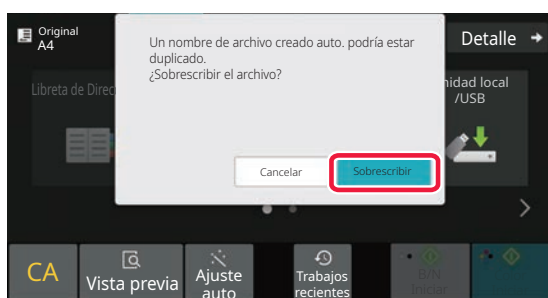 Original
A4
Un nombre de archivo creado auto. podría estar
duplicado.
¿Sobrescribir el archivo?
Detalle
Libreta de Direc
nidad local
/USB
Cancelar
Sobrescribir
CA
Vista previa
Ajuste
auto
Trabajos
recientes
B/N
Iniciar